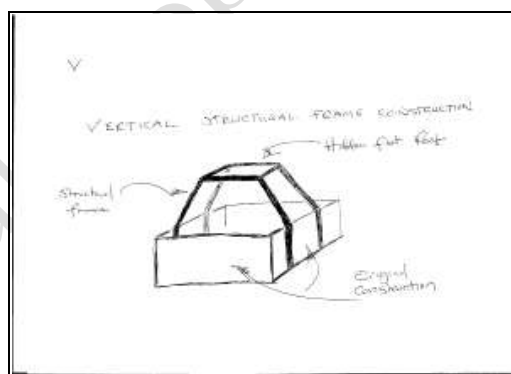 V
VERTICAL STRUCTURAL FRAME CONSTRUCTION
Hidden flat Roof
Structural
frame
Original
Construction